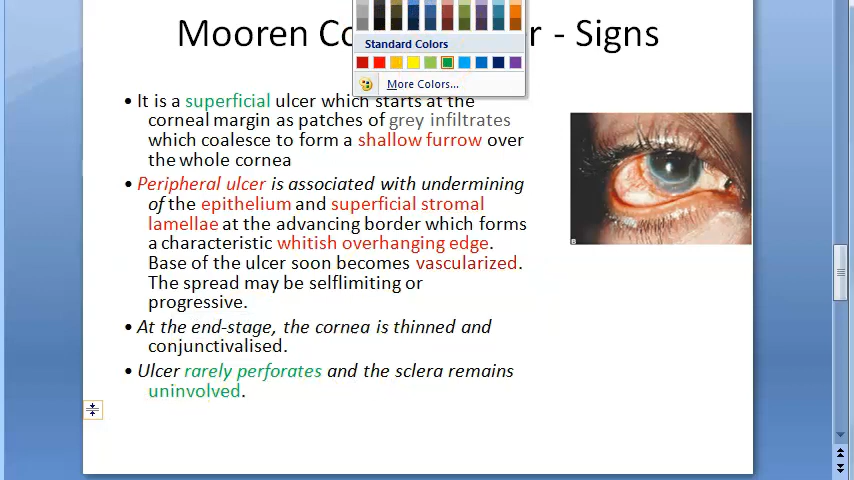 Mooren Co r - Signs
Standard Colors
More Colors...
• It is a superficial ulcer which starts at the
corneal margin as patches of grey infiltrates
which coalesce to form a shallow furrow over
the whole cornea
• Peripheral ulcer is associated with undermining
of the epithelium and superficial stromal
lamellae at the advancing border which forms
a characteristic whitish overhanging edge.
Base of the ulcer soon becomes vascularized.
The spread may be selflimiting or
progressive.
• At the end-stage, the cornea is thinned and
conjunctivalised.
• Ulcer rarely perforates and the sclera remains
uninvolved.